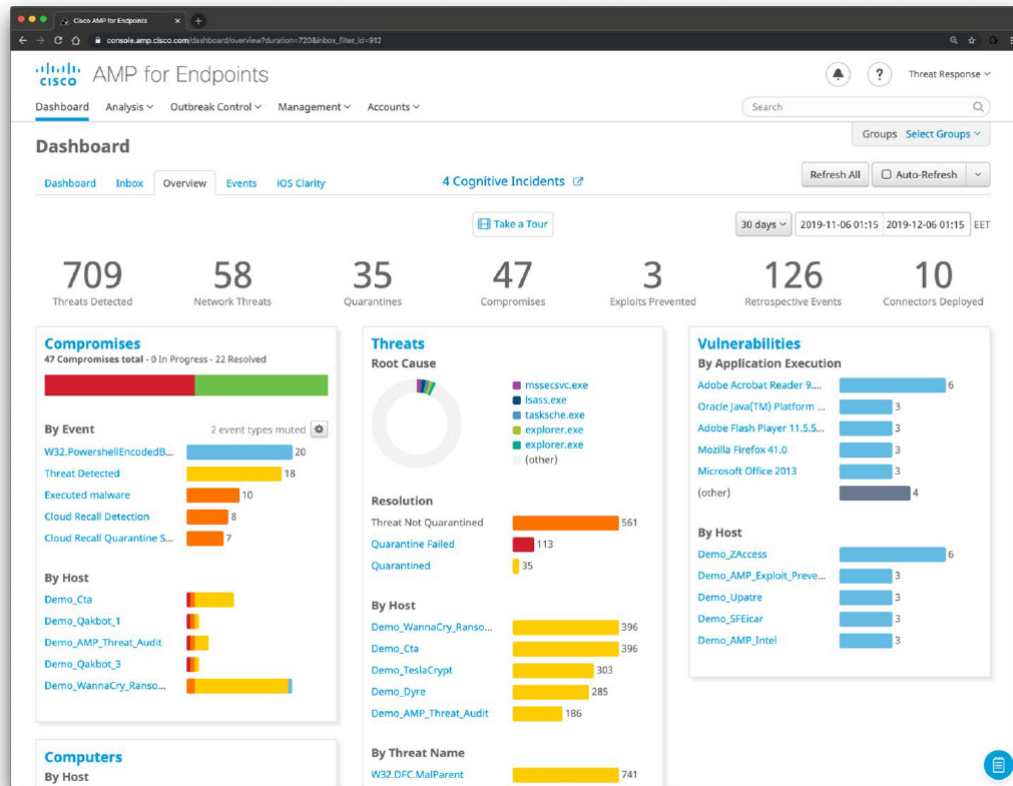 Cisco AMP for Endpoints
console.amp.cisco.com/dashboard/overview?duration=720&inbox_filter_id=912
cisco AMP for Endpoints
? Threat Response
Dashboard Analysis Outbreak Control Management Accounts Search
Groups Select Groups
Dashboard
Dashboard Inbox Overview Events iOS Clarity 4 Cognitive Incidents Refresh All Auto-Refresh
Take a Tour 30 days 2019-11-06 01:15 2019-12-06 01:15 EET
709 58 35 47 3 126 10
Threats Detected Network Threats Quarantines Compromises Exploits Prevented Retrospective Events Connectors Deployed
Compromises
47 Compromises total - 0 In Progress - 22 Resolved
By Event 2 event types muted
W32.PowershellEncodedB... 20
Threat Detected 18
Executed malware 10
Cloud Recall Detection 8
Cloud Recall Quarantine S... 7
By Host
Demo_Cta
Demo_Qakbot_1
Demo_AMP_Threat_Audit
Demo_Qakbot_3
Demo_WannaCry_Ranso...
Computers
By Host
Threats
Root Cause
mssecsvc.exe
lsass.exe
tasksche.exe
explorer.exe
explorer.exe
(other)
Resolution
Threat Not Quarantined 561
Quarantine Failed 113
Quarantined 35
By Host
Demo_WannaCry_Ranso... 396
Demo_Cta 396
Demo_TeslaCrypt 303
Demo_Dyre 285
Demo_AMP_Threat_Audit 186
By Threat Name
W32.DFC.MalParent 741
Vulnerabilities
By Application Execution
Adobe Acrobat Reader 9.... 6
Oracle Java(TM) Platform ... 3
Adobe Flash Player 11.5.5... 3
Mozilla Firefox 41.0 3
Microsoft Office 2013 3
(other) 4
By Host
Demo_ZAccess 6
Demo_AMP_Exploit_Preve... 3
Demo_Upatre 3
Demo_SFEicar 3
Demo_AMP_Intel 3